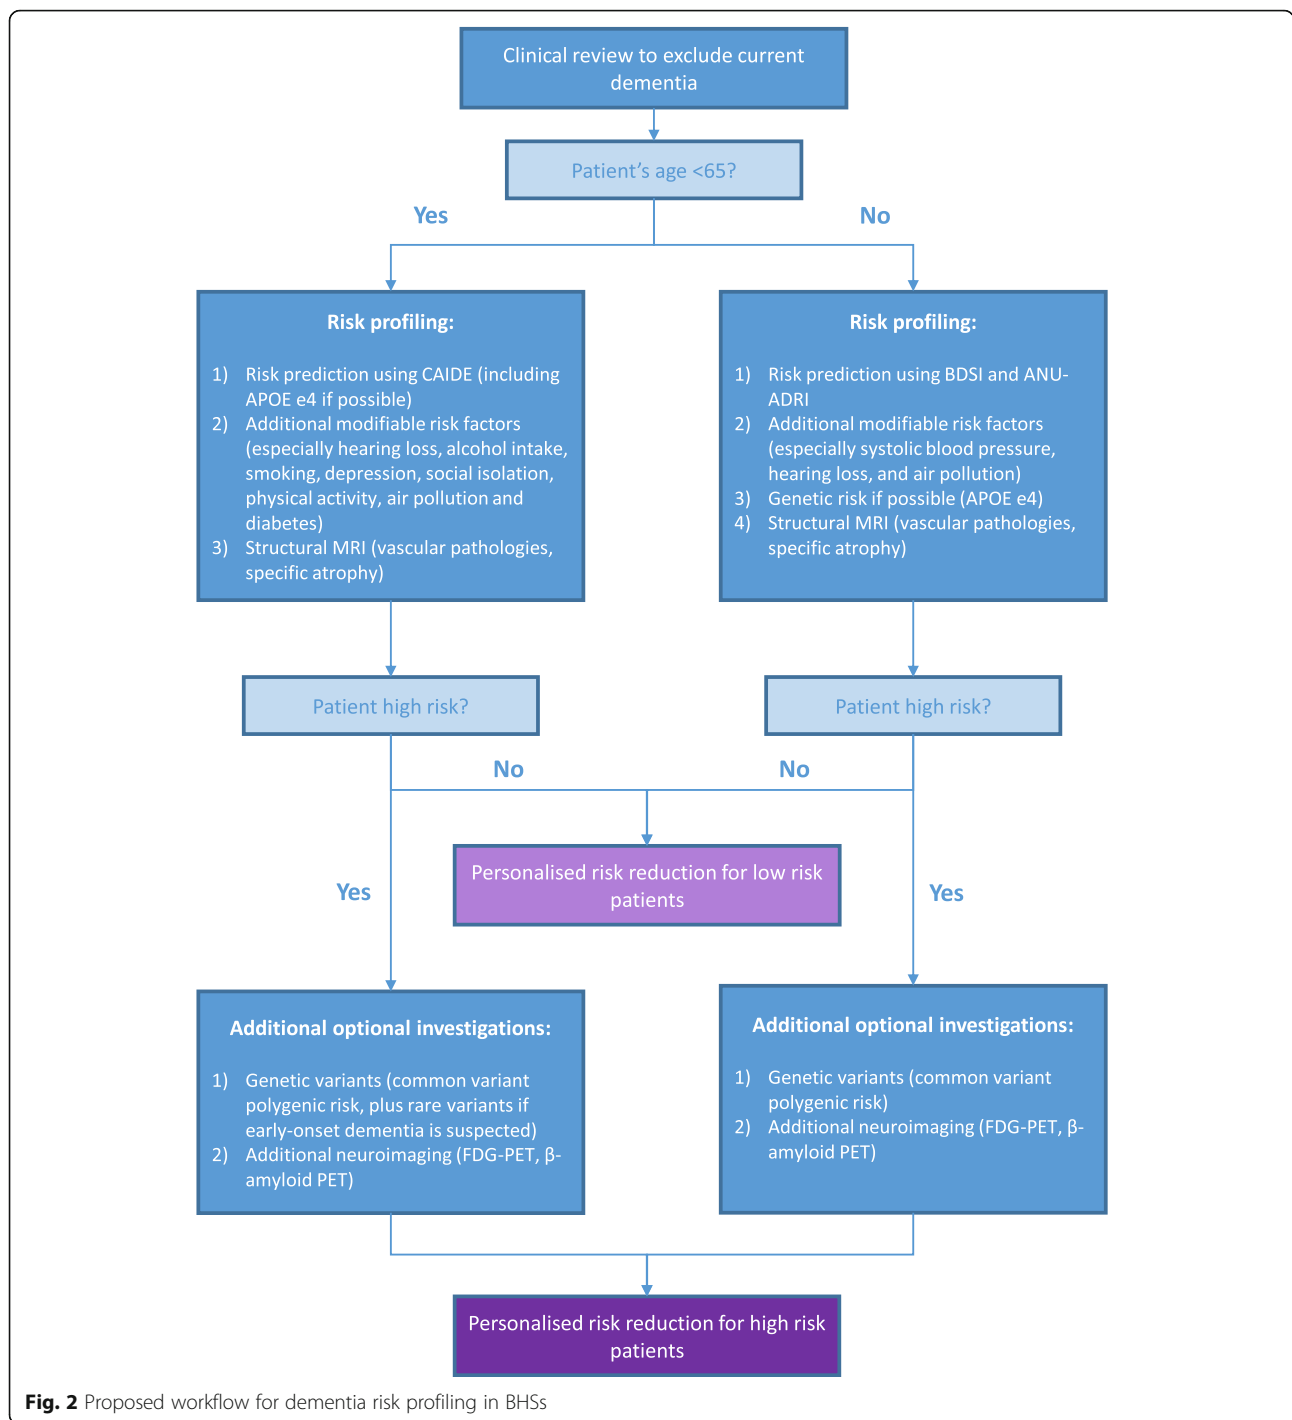 Clinical review to exclude current
dementia
Patient's age <65?
Yes
No
Risk profiling:
1) Risk prediction using CAIDE (including
APOE e4 if possible)
2) Additional modifiable risk factors
(especially hearing loss, alcohol intake,
smoking, depression, social isolation,
physical activity, air pollution and
diabetes)
3) Structural MRI (vascular pathologies,
specific atrophy)
Risk profiling:
1) Risk prediction using BDSI and ANU-
ADRI
2) Additional modifiable risk factors
(especially systolic blood pressure,
hearing loss, and air pollution)
3) Genetic risk if possible (APOE e4)
4) Structural MRI (vascular pathologies,
specific atrophy)
Patient high risk?
Patient high risk?
No
No
Personalised risk reduction for low risk
patients
Yes
Yes
Additional optional investigations:
1) Genetic variants (common variant
polygenic risk, plus rare variants if
early-onset dementia is suspected)
2) Additional neuroimaging (FDG-PET, β-
amyloid PET)
Additional optional investigations:
1) Genetic variants (common variant
polygenic risk)
2) Additional neuroimaging (FDG-PET, β-
amyloid PET)
Personalised risk reduction for high risk
patients
Fig. 2 Proposed workflow for dementia risk profiling in BHSs